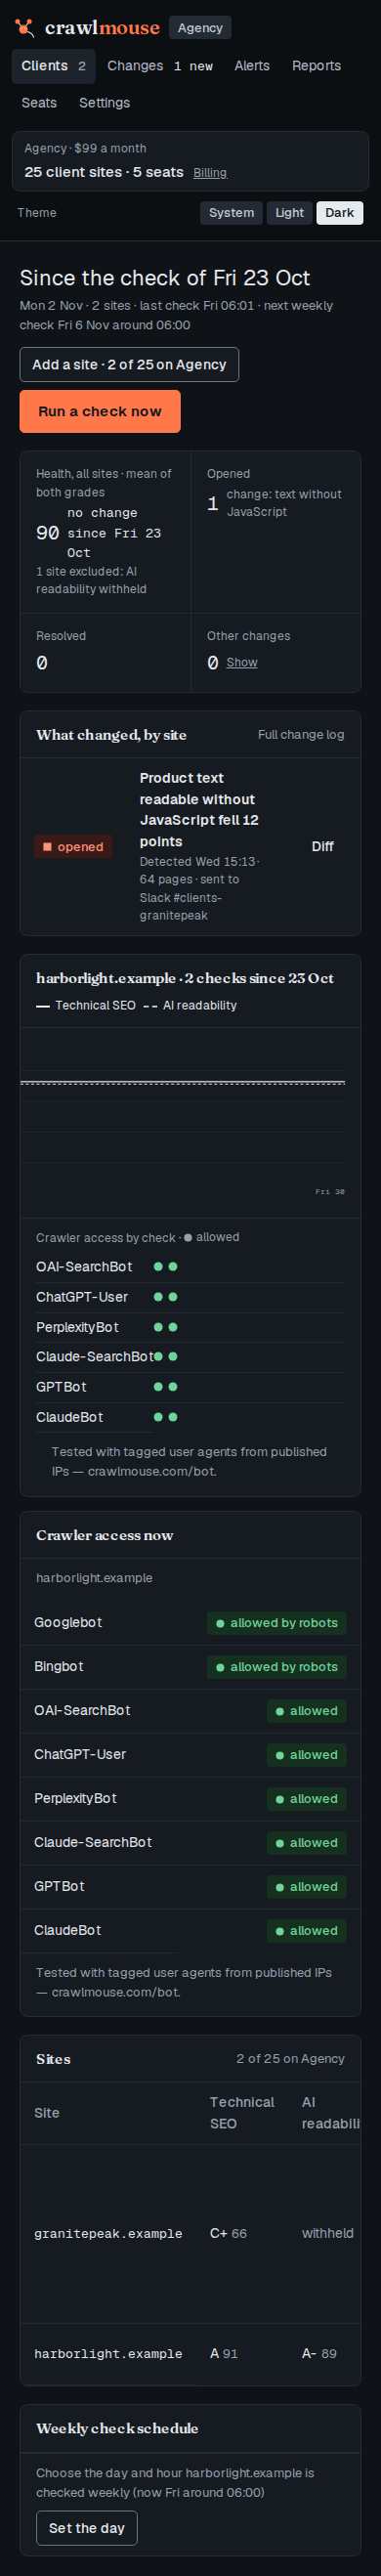 crawlmouse Agency
Clients 2 Changes 1 new Alerts Reports
Seats Settings
Agency · $99 a month
25 client sites · 5 seats Billing
Theme System Light Dark
Since the check of Fri 23 Oct
Mon 2 Nov · 2 sites · last check Fri 06:01 · next weekly
check Fri 6 Nov around 06:00
Add a site · 2 of 25 on Agency
Run a check now
Health, all sites · mean of
both grades
90 no change
since Fri 23
Oct
1 site excluded: AI
readability withheld
Opened
1 change: text without
JavaScript
Resolved
0
Other changes
0 Show
What changed, by site Full change log
opened
Product text
readable without
JavaScript fell 12
points
Detected Wed 15:13 ·
64 pages · sent to
Slack #clients-
granitepeak
Diff
harborlight.example · 2 checks since 23 Oct
Technical SEO AI readability
Fri 30
Crawler access by check · allowed
OAI-SearchBot
ChatGPT-User
PerplexityBot
Claude-SearchBot
GPTBot
ClaudeBot
Tested with tagged user agents from published
IPs — crawlmouse.com/bot.
Crawler access now
harborlight.example
Googlebot allowed by robots
Bingbot allowed by robots
OAI-SearchBot allowed
ChatGPT-User allowed
PerplexityBot allowed
Claude-SearchBot allowed
GPTBot allowed
ClaudeBot allowed
Tested with tagged user agents from published IPs
— crawlmouse.com/bot.
Sites 2 of 25 on Agency
Site Technical
SEO AI
readabili
granitepeak.example C+ 66 withheld
harborlight.example A 91 A- 89
Weekly check schedule
Choose the day and hour harborlight.example is
checked weekly (now Fri around 06:00)
Set the day